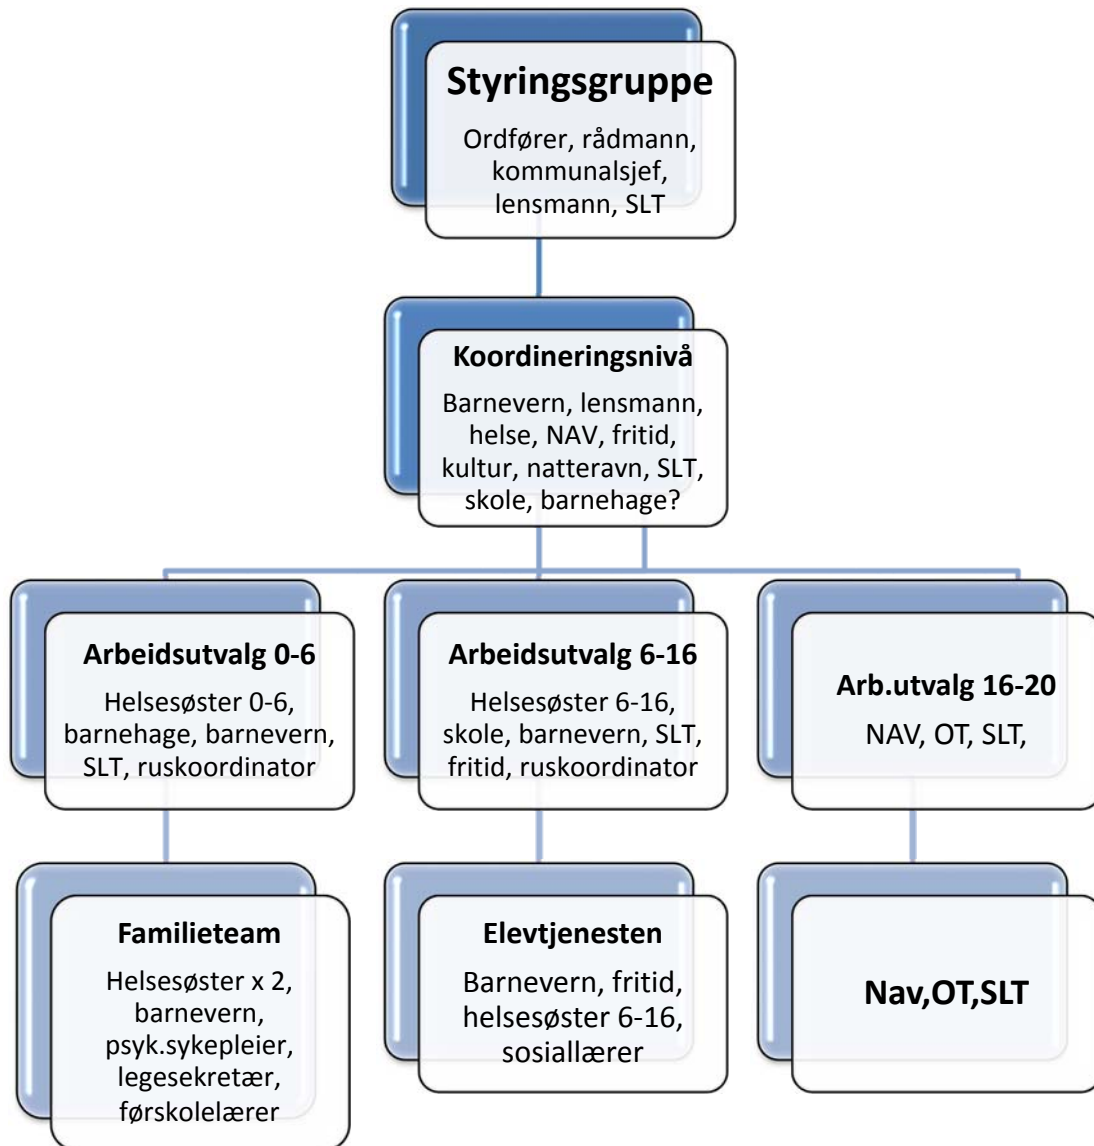 Styringsgruppe
Ordfører, rådmann,
kommunalsjef,
lensmann, SLT
Koordineringsnivå
Barnevern, lensmann,
helse, NAV, fritid,
kultur, natteravn, SLT,
skole, barnehage?
Arbeidsutvalg 0-6
Helsesøster 0-6,
barnehage, barnevern,
SLT, ruskoordinator
Arbeidsutvalg 6-16
Helsesøster 6-16,
skole, barnevern, SLT,
fritid, ruskoordinator
Arb.utvalg 16-20
NAV, OT, SLT,
Familieteam
Helsesøster x 2,
barnevern,
psyk.sykepleier,
legesekretær,
førskolelærer
Elevtjenesten
Barnevern, fritid,
helsesøster 6-16,
sosiallærer
Nav,OT,SLT